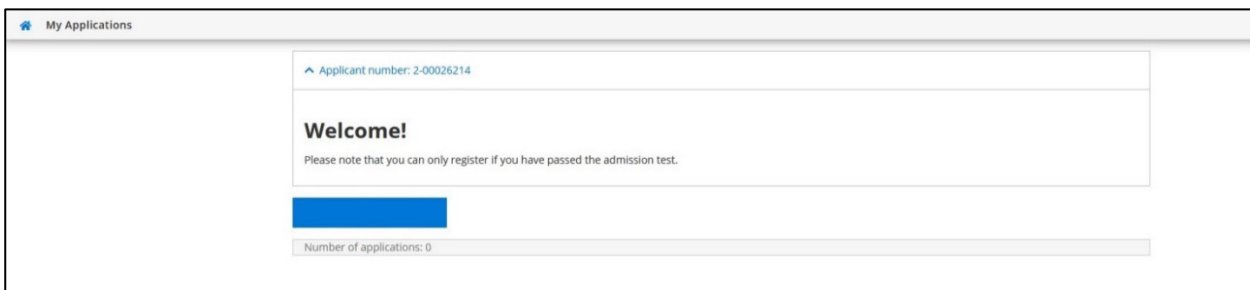 My Applications
Applicant number: 2-00026214
Welcome!
Please note that you can only register if you have passed the admission test.
Number of applications: 0